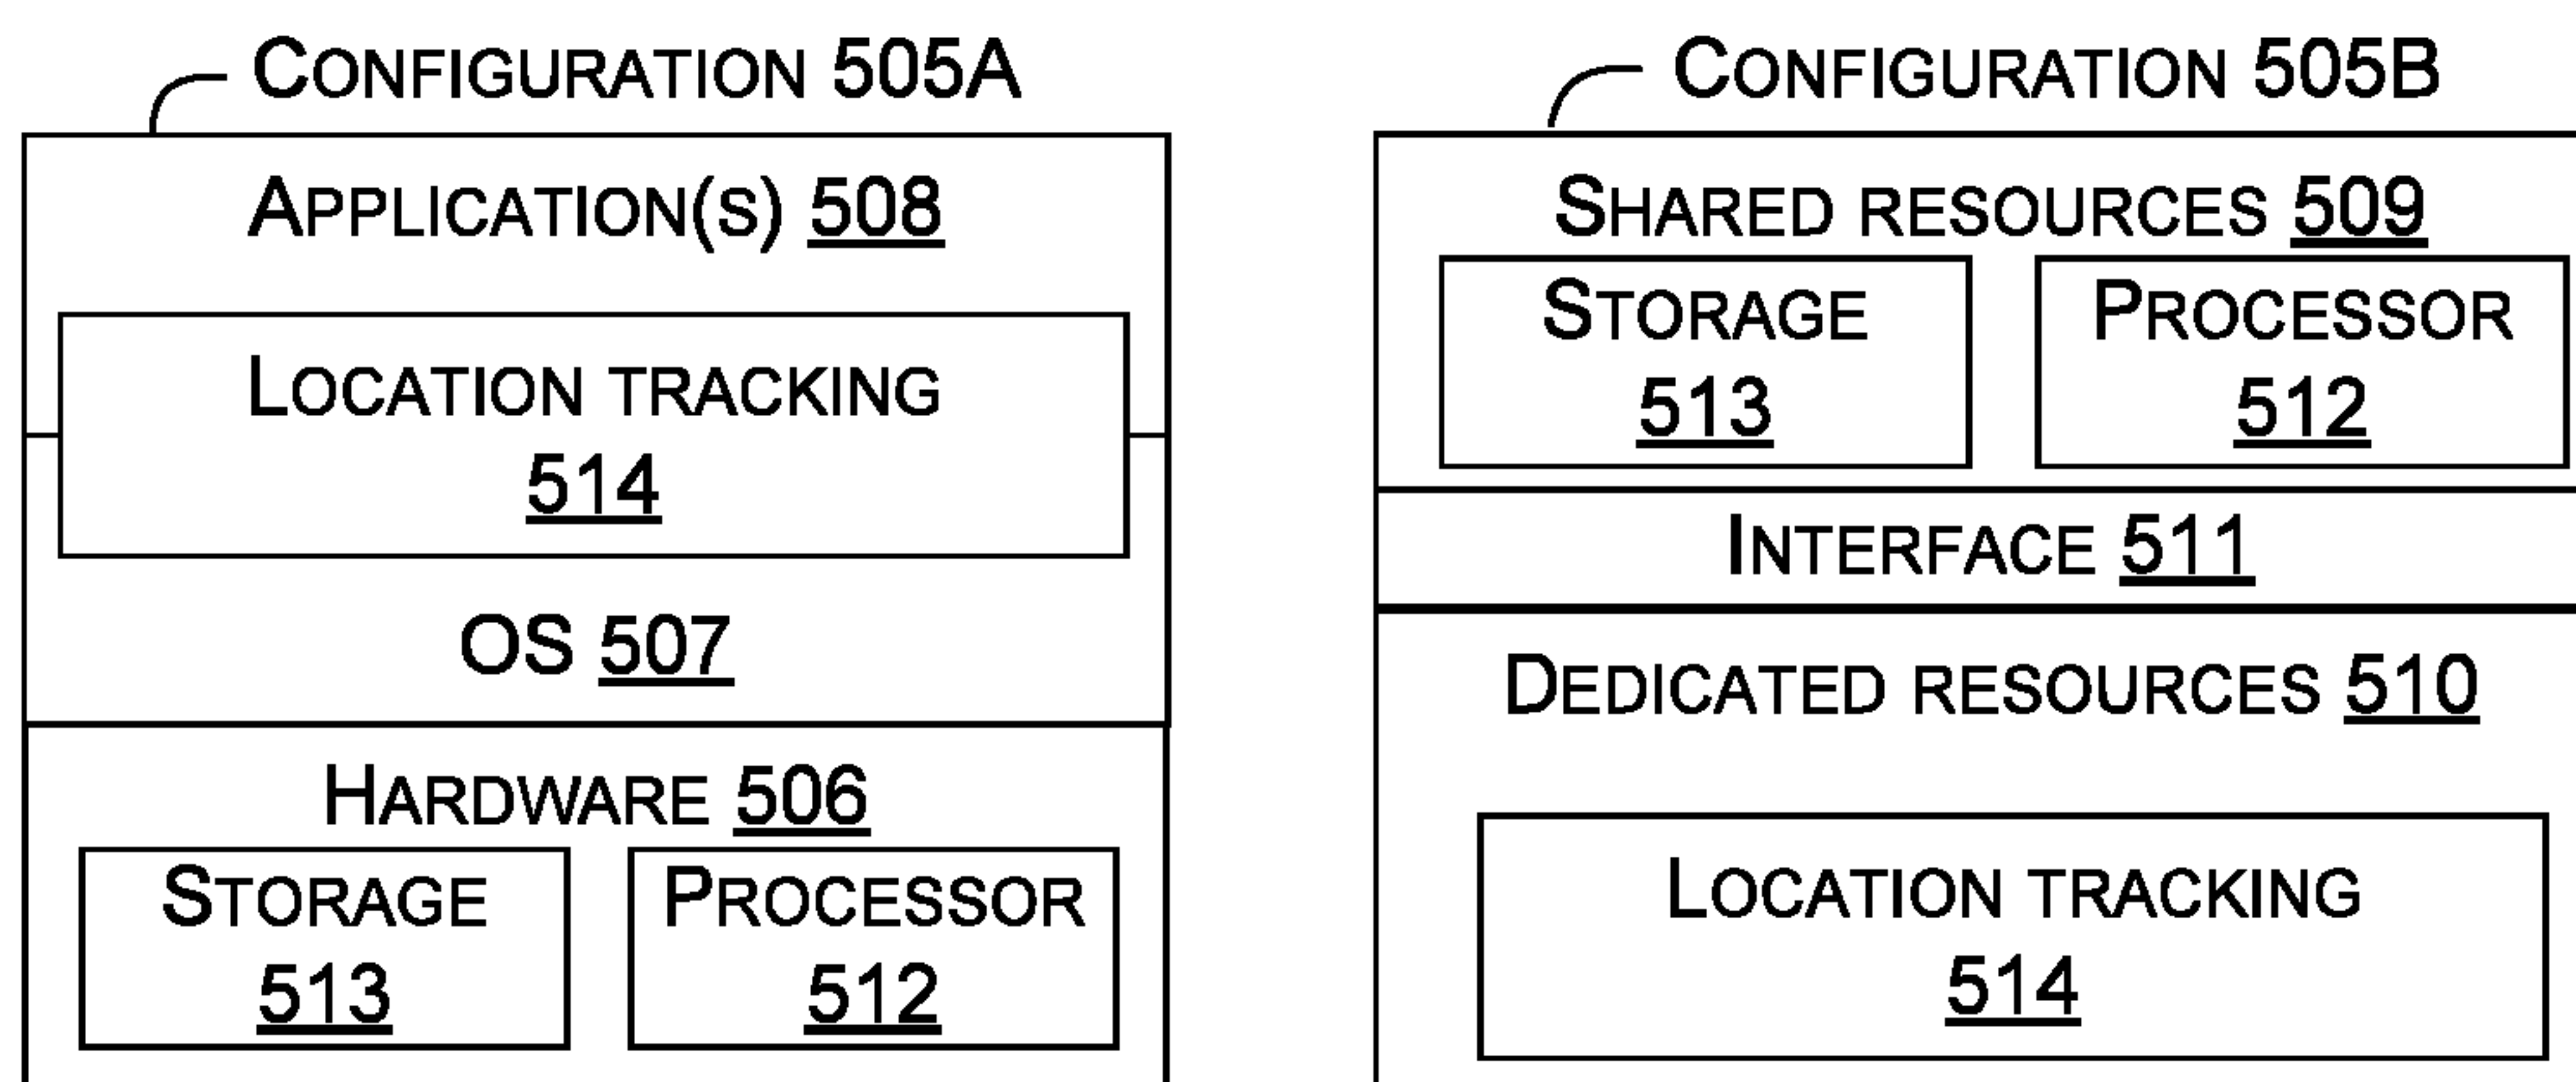 CONFIGURATION 505A
APPLICATION(S) 508
LOCATION TRACKING
514
OS 507
HARDWARE 506
STORAGE
513
PROCESSOR
512
CONFIGURATION 505B
SHARED RESOURCES 509
STORAGE
513
PROCESSOR
512
INTERFACE 511
DEDICATED RESOURCES 510
LOCATION TRACKING
514